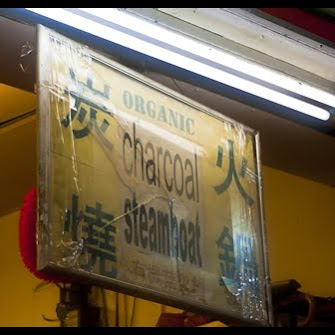 炭燒
ORGANIC
charcoal
steamboat
火鍋